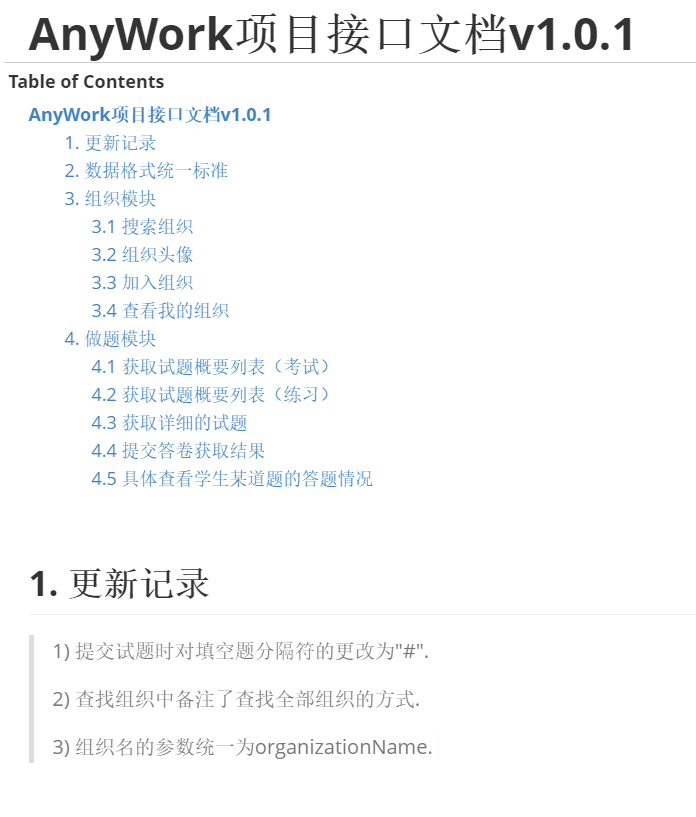 AnyWork项目接口文档v1.0.1
Table of Contents
AnyWork项目接口文档v1.0.1
1. 更新记录
2. 数据格式统一标准
3. 组织模块
3.1 搜索组织
3.2 组织头像
3.3 加入组织
3.4 查看我的组织
4. 做题模块
4.1 获取试题概要列表（考试）
4.2 获取试题概要列表（练习）
4.3 获取详细的试题
4.4 提交答卷获取结果
4.5 具体查看学生某道题的答题情况
1. 更新记录
1) 提交试题时对填空题分隔符的更改为"#".
2) 查找组织中备注了查找全部组织的方式.
3) 组织名的参数统一为organizationName.